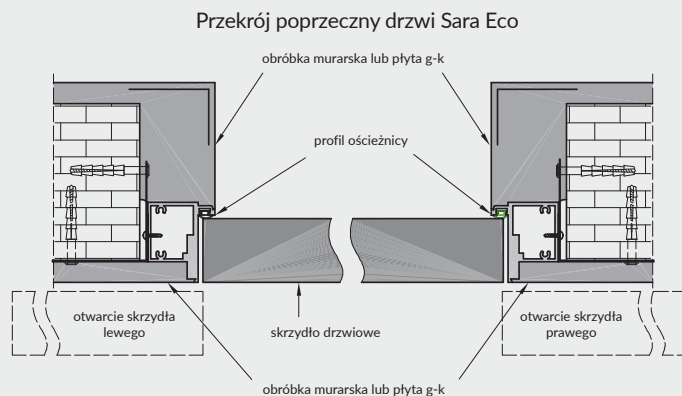 Przekrój poprzeczny drzwi Sara Eco
obróbka murarska lub płyta g-k
profil ościeżnicy
otwarcie skrzydła
lewego
skrzydło drzwiowe
otwarcie skrzydła
prawego
obróbka murarska lub płyta g-k